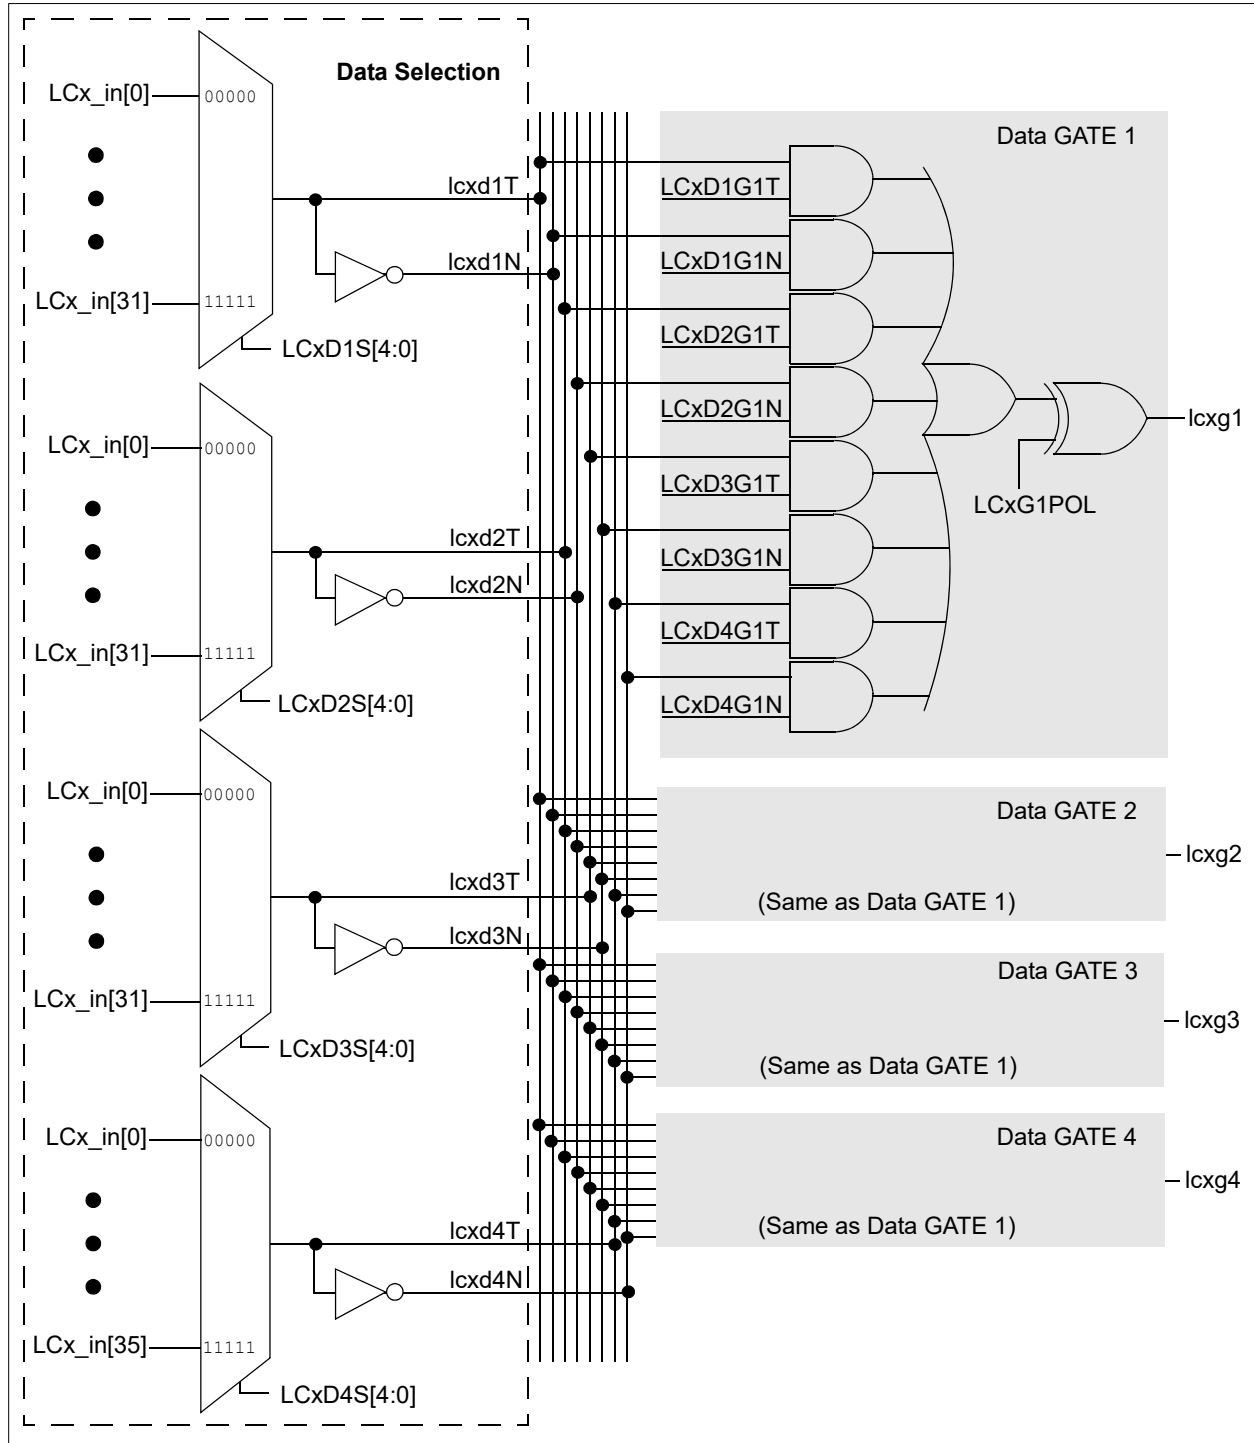 Data Selection
LCx_in[0]
00000
lcxd1T
lcxd1N
LCx_in[31]
11111
LCxD1S[4:0]
LCx_in[0]
00000
lcxd2T
lcxd2N
LCx_in[31]
11111
LCxD2S[4:0]
LCx_in[0]
00000
lcxd3T
lcxd3N
LCx_in[31]
11111
LCxD3S[4:0]
LCx_in[0]
00000
lcxd4T
lcxd4N
LCx_in[35]
11111
LCxD4S[4:0]
Data GATE 1
LCxD1G1T
LCxD1G1N
LCxD2G1T
LCxD2G1N
LCxD3G1T
LCxD3G1N
LCxD4G1T
LCxD4G1N
LCxG1POL
lcxg1
Data GATE 2
(Same as Data GATE 1)
lcxg2
Data GATE 3
(Same as Data GATE 1)
lcxg3
Data GATE 4
(Same as Data GATE 1)
lcxg4